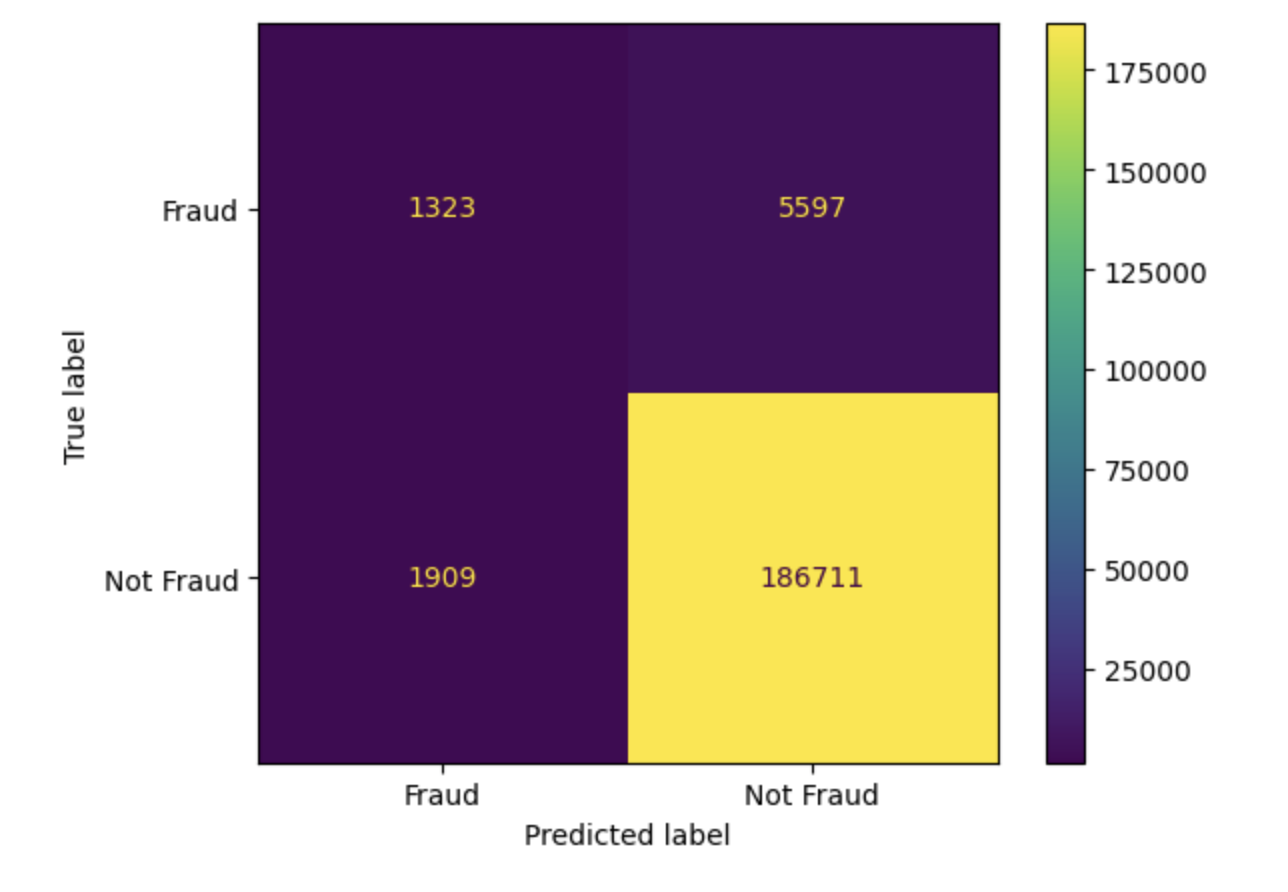 175000
150000
Fraud 1323 5597
125000
100000
True label
75000
Not Fraud 1909 186711
50000
25000
Fraud Not Fraud
Predicted label